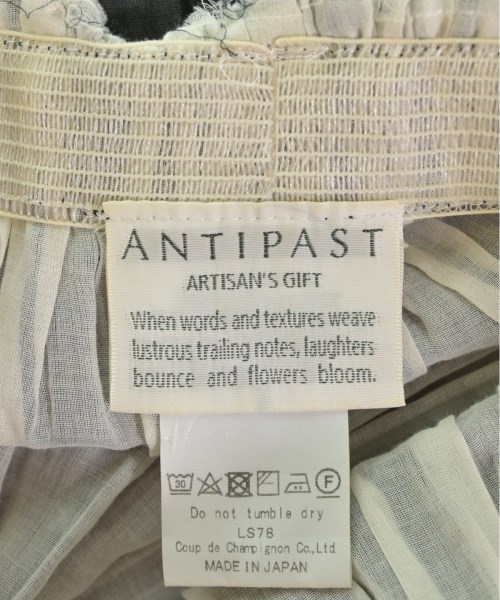 ANTIPAST
ARTISAN'S GIFT
When words and textures weave
lustrous trailing notes, laughters
bounce and flowers bloom.
30 F
Do not tumble dry
LS78
Coup de Champignon Co., Ltd.
MADE IN JAPAN